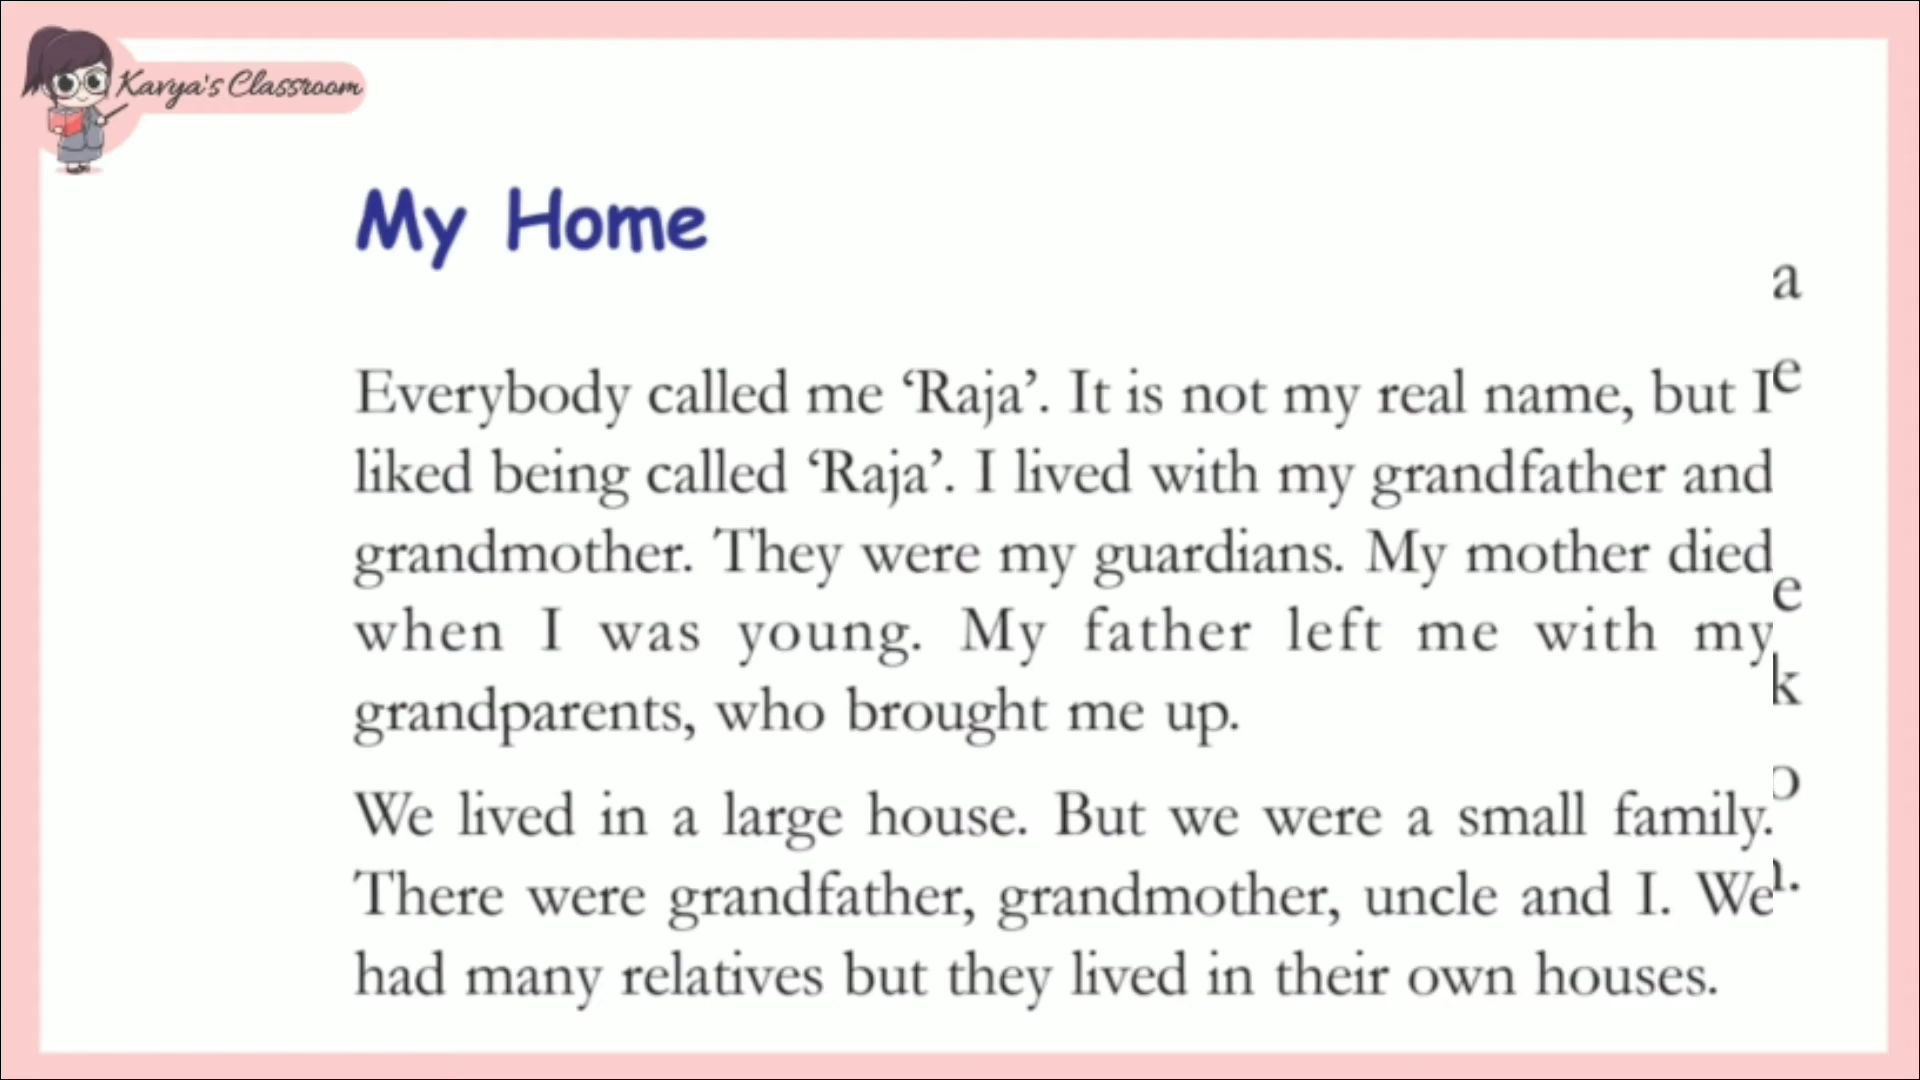 Kavya's Classroom
My Home
a
Everybody called me ‘Raja’. It is not my real name, but I
e
liked being called ‘Raja’. I lived with my grandfather and
grandmother. They were my guardians. My mother died
e
when I was young. My father left me with my
k
grandparents, who brought me up.
o
We lived in a large house. But we were a small family.
There were grandfather, grandmother, uncle and I. We
had many relatives but they lived in their own houses.